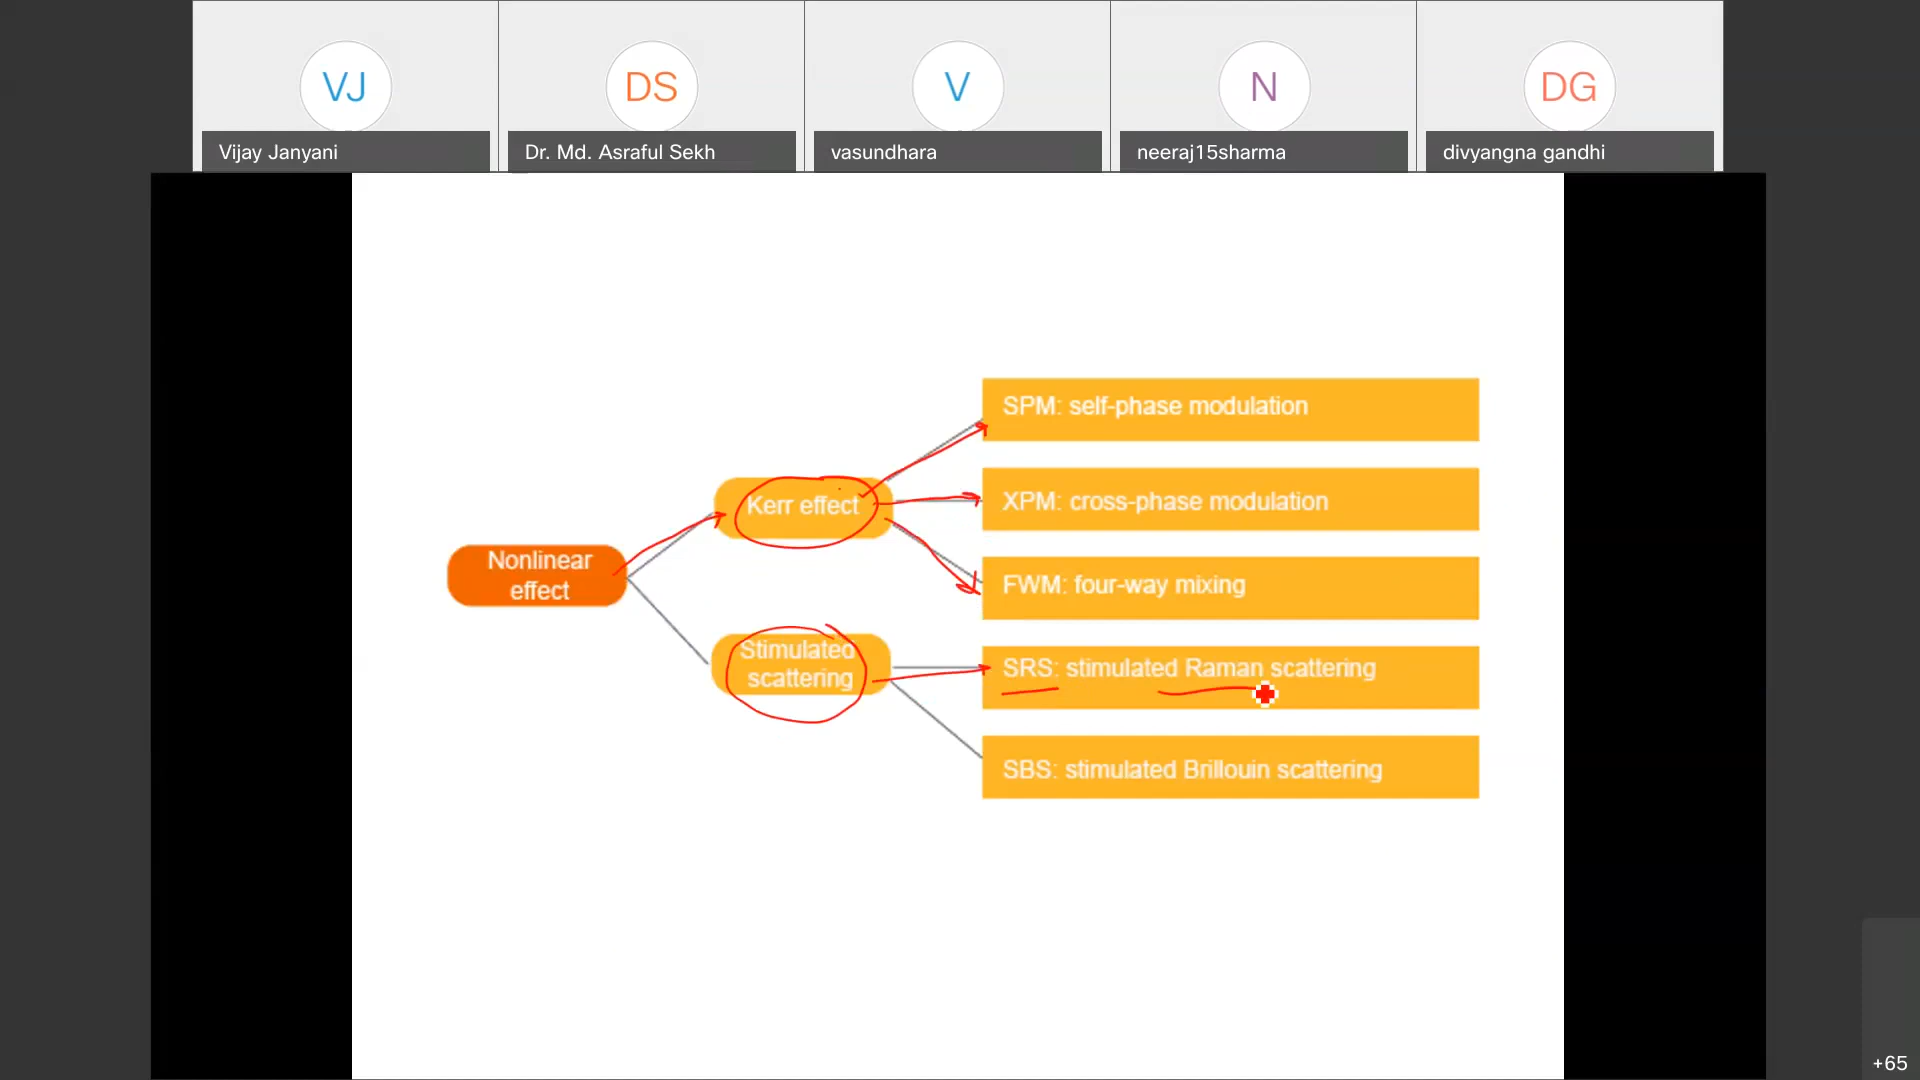 VJ
DS
V
N
DG
Vijay Janyani
Dr. Md. Asraful Sekh
vasundhara
neeraj15sharma
divyangna gandhi
Nonlinear
effect
Kerr effect
Stimulated
scattering
SPM: self-phase modulation
XPM: cross-phase modulation
FWM: four-way mixing
SRS: stimulated Raman scattering
SBS: stimulated Brillouin scattering
+65